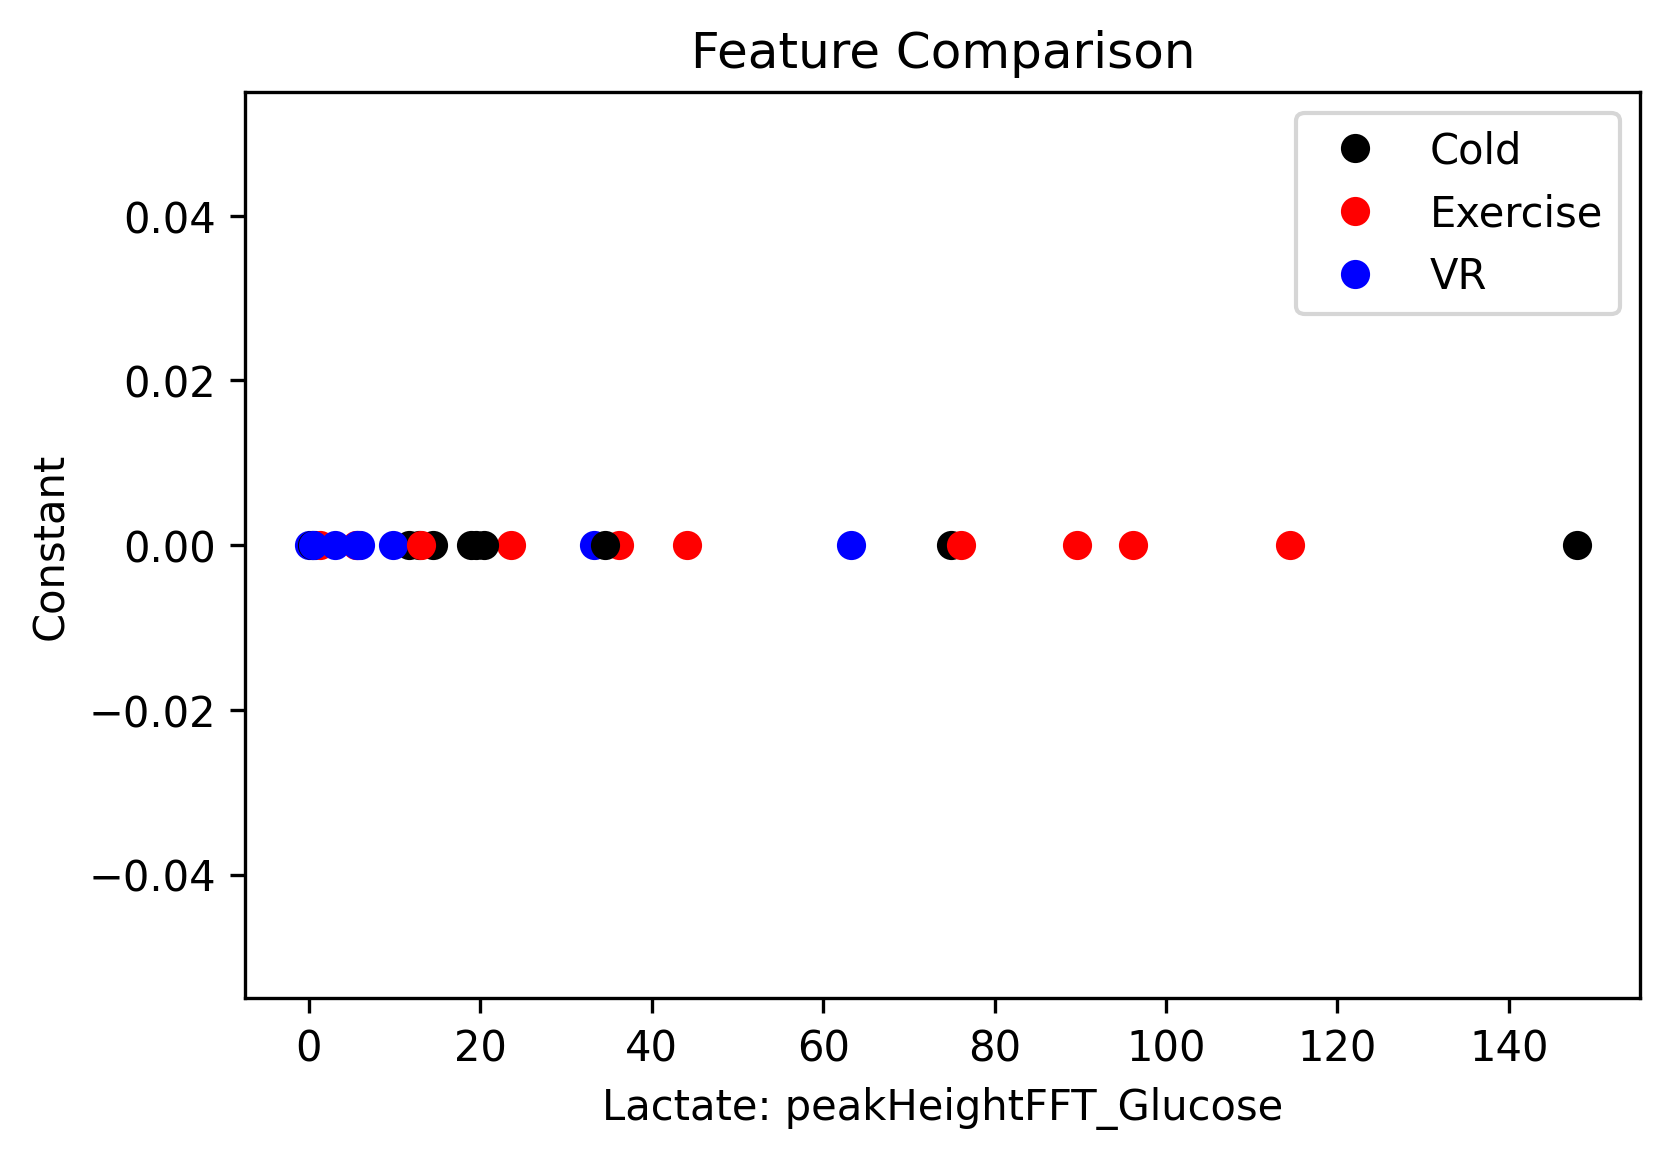 Feature Comparison
Cold
Exercise
VR
0.04
0.02
0.00
−0.02
−0.04
Constant
0 20 40 60 80 100 120 140
Lactate: peakHeightFFT_Glucose